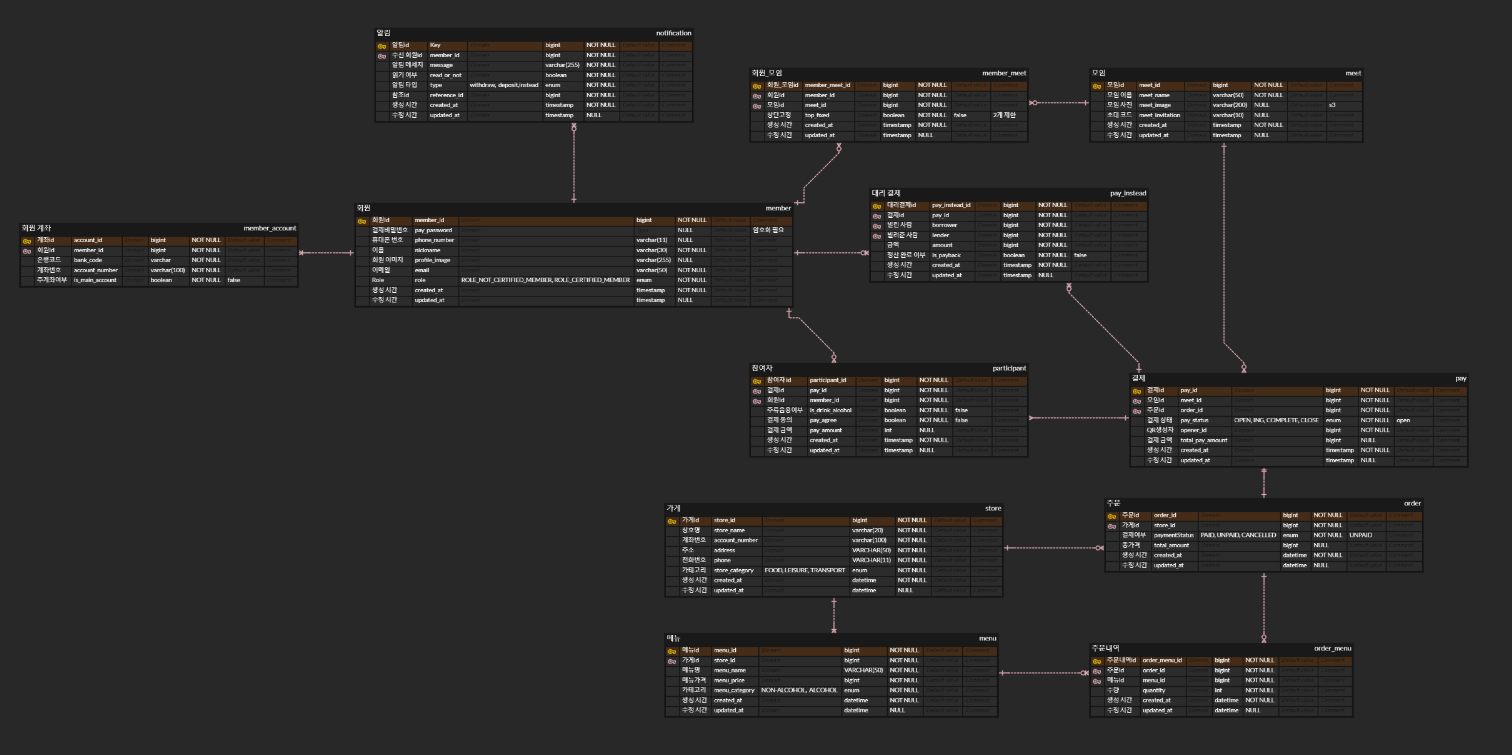 알림 notification
알림id Key bigint NOT NULL
수신 회원id member_id bigint NOT NULL
알림 메세지 message varchar(255) NOT NULL
읽기 여부 read_or_not boolean NOT NULL
알림 타입 type withdraw, deposit,instead enum NOT NULL
참조id reference_id bigint NOT NULL
생성 시간 created_at timestamp NOT NULL
수정 시간 updated_at timestamp NULL
회원_모임 member_meet
회원_모임id member_meet_id bigint NOT NULL
회원id member_id bigint NOT NULL
모임id meet_id bigint NOT NULL
상단고정 top_fixed boolean NOT NULL false 2개 제한
생성 시간 created_at timestamp NOT NULL
수정 시간 updated_at timestamp NULL
모임 meet
모임id meet_id bigint NOT NULL
모임 이름 meet_name varchar(50) NOT NULL
모임 사진 meet_image varchar(200) NULL s3
초대 코드 meet_invitation varchar(10) NULL
생성 시간 created_at timestamp NOT NULL
수정 시간 updated_at timestamp NULL
회원 계좌 member_account
계좌id account_id bigint NOT NULL
회원id member_id bigint NOT NULL
은행코드 bank_code varchar NOT NULL
계좌번호 account_number varchar(100) NOT NULL
주계좌여부 is_main_account boolean NOT NULL false
회원 member
회원id member_id bigint NOT NULL
결제비밀번호 pay_password NULL 암호화 필요
휴대폰 번호 phone_number varchar(11) NULL
이름 nickname varchar(30) NOT NULL
회원 이미지 profile_image varchar(255) NULL
이메일 email varchar(50) NOT NULL
Role role ROLE_NOT_CERTIFIED_MEMBER, ROLE_CERTIFIED_MEMBER enum NOT NULL
생성 시간 created_at timestamp NOT NULL
수정 시간 updated_at timestamp NULL
대리 결제 pay_instead
대리결제id pay_instead_id bigint NOT NULL
결제id pay_id bigint NOT NULL
빌린 사람 borrower bigint NOT NULL
빌려준 사람 lender bigint NOT NULL
금액 amount bigint NOT NULL
정산 완료 여부 is_payback boolean NOT NULL false
생성 시간 created_at timestamp NOT NULL
수정 시간 updated_at timestamp NULL
참여자 participant
참여자id participant_id bigint NOT NULL
결제id pay_id bigint NOT NULL
회원id member_id bigint NOT NULL
주류음용여부 is_drink_alcohol boolean NOT NULL false
결제 동의 pay_agree boolean NOT NULL false
결제 금액 pay_amount int NULL
생성 시간 created_at timestamp NOT NULL
수정 시간 updated_at timestamp NULL
결제 pay
결제id pay_id bigint NOT NULL
모임id meet_id bigint NOT NULL
주문id order_id bigint NOT NULL
결제 상태 pay_status OPEN, ING, COMPLETE, CLOSE enum NOT NULL open
QR생성자 opener_id bigint NOT NULL
결제 금액 total_pay_amount bigint NULL
생성 시간 created_at timestamp NOT NULL
수정 시간 updated_at timestamp NULL
가게 store
가게id store_id bigint NOT NULL
상호명 store_name varchar(20) NOT NULL
계좌번호 account_number varchar(100) NOT NULL
주소 address VARCHAR(50) NOT NULL
전화번호 phone VARCHAR(11) NOT NULL
카테고리 store_category FOOD, LEISURE, TRANSPORT enum NOT NULL
생성 시간 created_at datetime NOT NULL
수정 시간 updated_at datetime NULL
주문 order
주문id order_id bigint NOT NULL
가게id store_id bigint NOT NULL
결제여부 paymentStatus PAID, UNPAID, CANCELLED enum NOT NULL UNPAID
총가격 total_amount bigint NULL
생성 시간 created_at datetime NOT NULL
수정 시간 updated_at datetime NULL
메뉴 menu
메뉴id menu_id bigint NOT NULL
가게id store_id bigint NOT NULL
메뉴명 menu_name VARCHAR(50) NOT NULL
메뉴가격 menu_price bigint NOT NULL
카테고리 menu_category NON-ALCOHOL, ALCOHOL enum NOT NULL
생성 시간 created_at datetime NOT NULL
수정 시간 updated_at datetime NULL
주문내역 order_menu
주문내역id order_menu_id bigint NOT NULL
주문id order_id bigint NOT NULL
메뉴id menu_id bigint NOT NULL
수량 quantity int NOT NULL
생성 시간 created_at datetime NOT NULL
수정 시간 updated_at datetime NULL